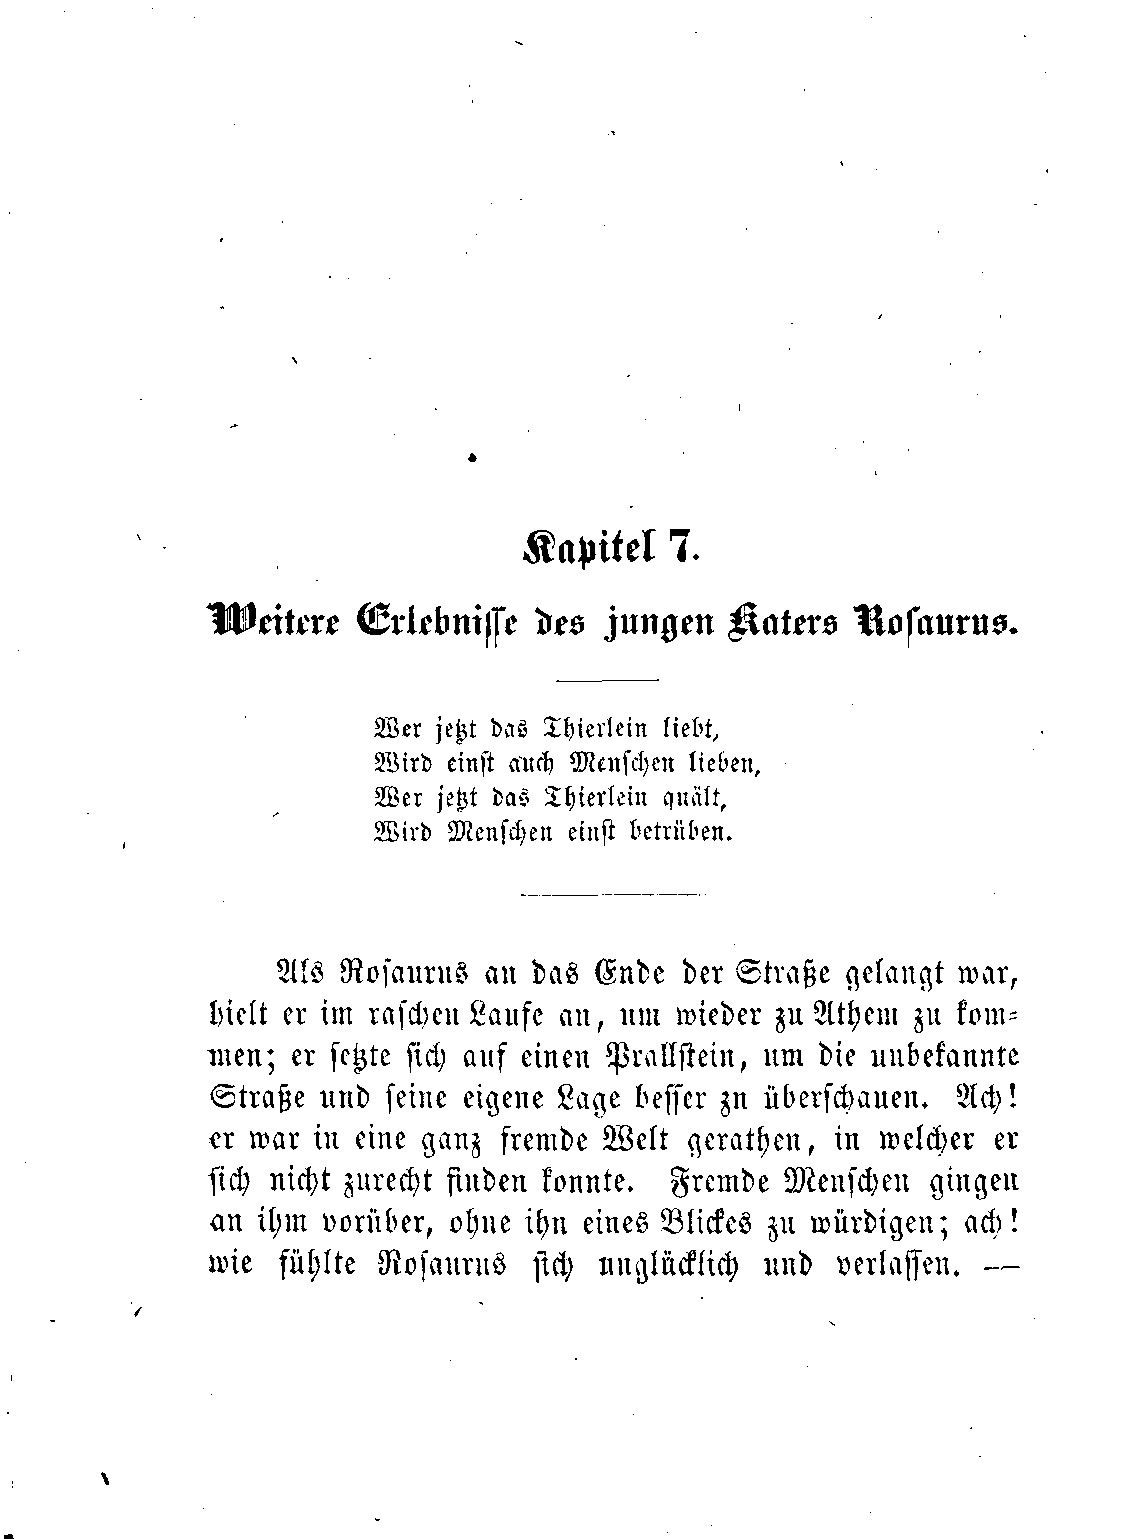 Kapitel 7.
Weitere Erlebnisse des jungen Katers Rosaurus.
Wer jetzt das Thierlein liebt,
Wird einst auch Menschen lieben,
Wer jetzt das Thierlein quält,
Wird Menschen einst betrüben.
Als Rosaurus an das Ende der Straße gelangt war,
hielt er im raschen Laufe an, um wieder zu Athem zu kom-
men; er setzte sich auf einen Prallstein, um die unbekannte
Straße und seine eigene Lage besser zu überschauen. Ach!
er war in eine ganz fremde Welt gerathen, in welcher er
sich nicht zurecht finden konnte. Fremde Menschen gingen
an ihm vorüber, ohne ihn eines Blickes zu würdigen; ach!
wie fühlte Rosaurus sich unglücklich und verlassen. —